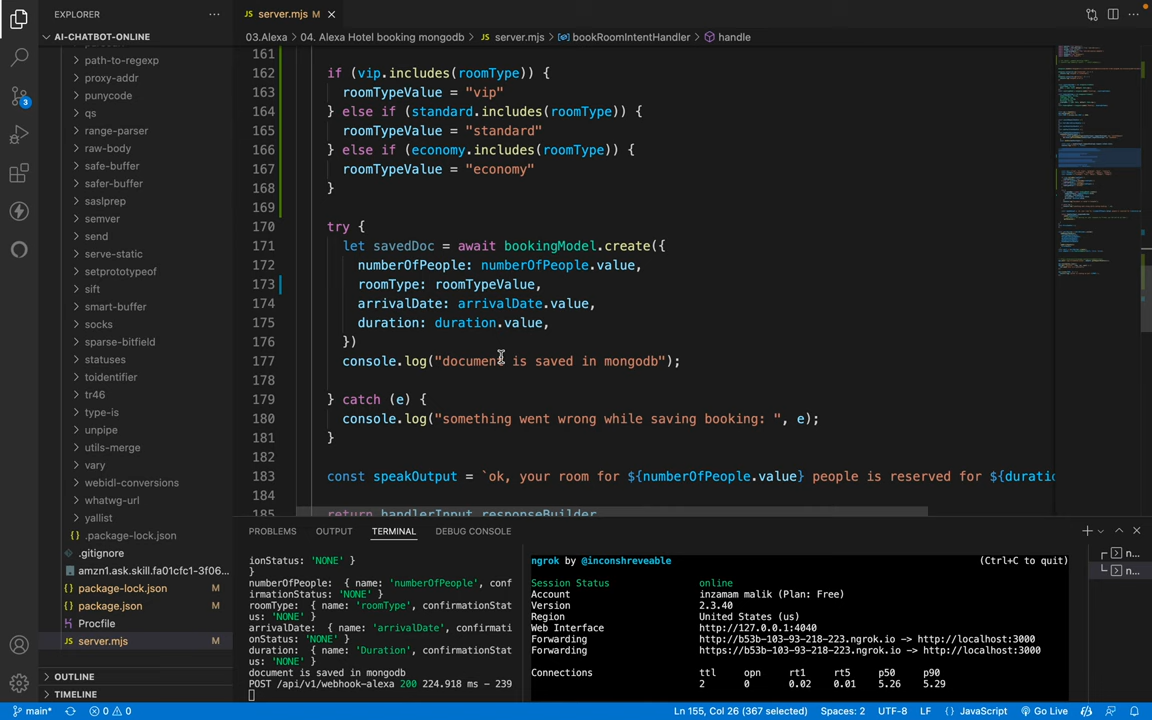 EXPLORER
AI-CHATBOT-ONLINE
path-to-regexp
proxy-addr
punycode
qs
range-parser
raw-body
safe-buffer
safer-buffer
saslprep
semver
send
serve-static
setprototypeof
sift
smart-buffer
socks
sparse-bitfield
statuses
toidentifier
tr46
type-is
unpipe
utils-merge
vary
webidl-conversions
whatwg-url
yallist
.package-lock.json
.gitignore
amzn1.ask.skill.fa01cfc1-3f06...
package-lock.json M
package.json M
Procfile
server.mjs M
OUTLINE
TIMELINE
3
JS server.mjs M
03.Alexa > 04. Alexa Hotel booking mongodb > JS server.mjs > bookRoomIntentHandler > handle
161
162 if (vip.includes(roomType)) {
163 roomTypeValue = "vip"
164 } else if (standard.includes(roomType)) {
165 roomTypeValue = "standard"
166 } else if (economy.includes(roomType)) {
167 roomTypeValue = "economy"
168 }
169
170 try {
171 let savedDoc = await bookingModel.create({
172 numberOfPeople: numberOfPeople.value,
173 roomType: roomTypeValue,
174 arrivalDate: arrivalDate.value,
175 duration: duration.value,
176 })
177 console.log("document is saved in mongodb");
178
179 } catch (e) {
180 console.log("something went wrong while saving booking: ", e);
181 }
182
183 const speakOutput = `ok, your room for ${numberOfPeople.value} people is reserved for ${duratio
184
185 return handlerInput.responseBuilder
PROBLEMS OUTPUT TERMINAL DEBUG CONSOLE
ionStatus: 'NONE' }
}
numberOfPeople: { name: 'numberOfPeople', conf
irmationStatus: 'NONE' }
roomType: { name: 'roomType', confirmationStat
us: 'NONE' }
arrivalDate: { name: 'arrivalDate', confirmati
onStatus: 'NONE' }
duration: { name: 'Duration', confirmationStat
us: 'NONE' }
document is saved in mongodb
POST /api/v1/webhook-alexa 200 224.918 ms - 239
ngrok by @inconshreveable (Ctrl+C to quit)
Session Status online
Account inzamam malik (Plan: Free)
Version 2.3.40
Region United States (us)
Web Interface http://127.0.0.1:4040
Forwarding http://b53b-103-93-218-223.ngrok.io -> http://localhost:3000
Forwarding https://b53b-103-93-218-223.ngrok.io -> http://localhost:3000
Connections ttl opn rt1 rt5 p50 p90
2 0 0.02 0.01 5.26 5.29
n...
n...
main* 0 0 Ln 155, Col 26 (367 selected) Spaces: 2 UTF-8 LF {} JavaScript Go Live